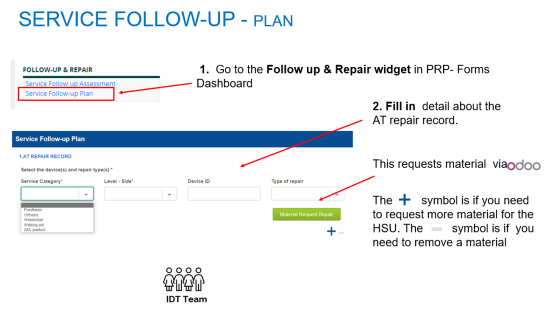 SERVICE FOLLOW-UP - PLAN
FOLLOW-UP & REPAIR
Service Follow up Assessment
Service Follow-up Plan
1. Go to the Follow up & Repair widget in PRP- Forms
Dashboard
2. Fill in detail about the
AT repair record.
Service Follow-up Plan
1.AT REPAIR RECORD
Select the device(s) and repair type(s) *
Service Category* Level - Side* Device ID Type of repair
Prosthesis
Orthosis
Wheelchair
Walking aid
ADL product
Material Request Repair
This requests material via odoo
The + symbol is if you need
to request more material for the
HSU. The − symbol is if you
need to remove a material
IDT Team